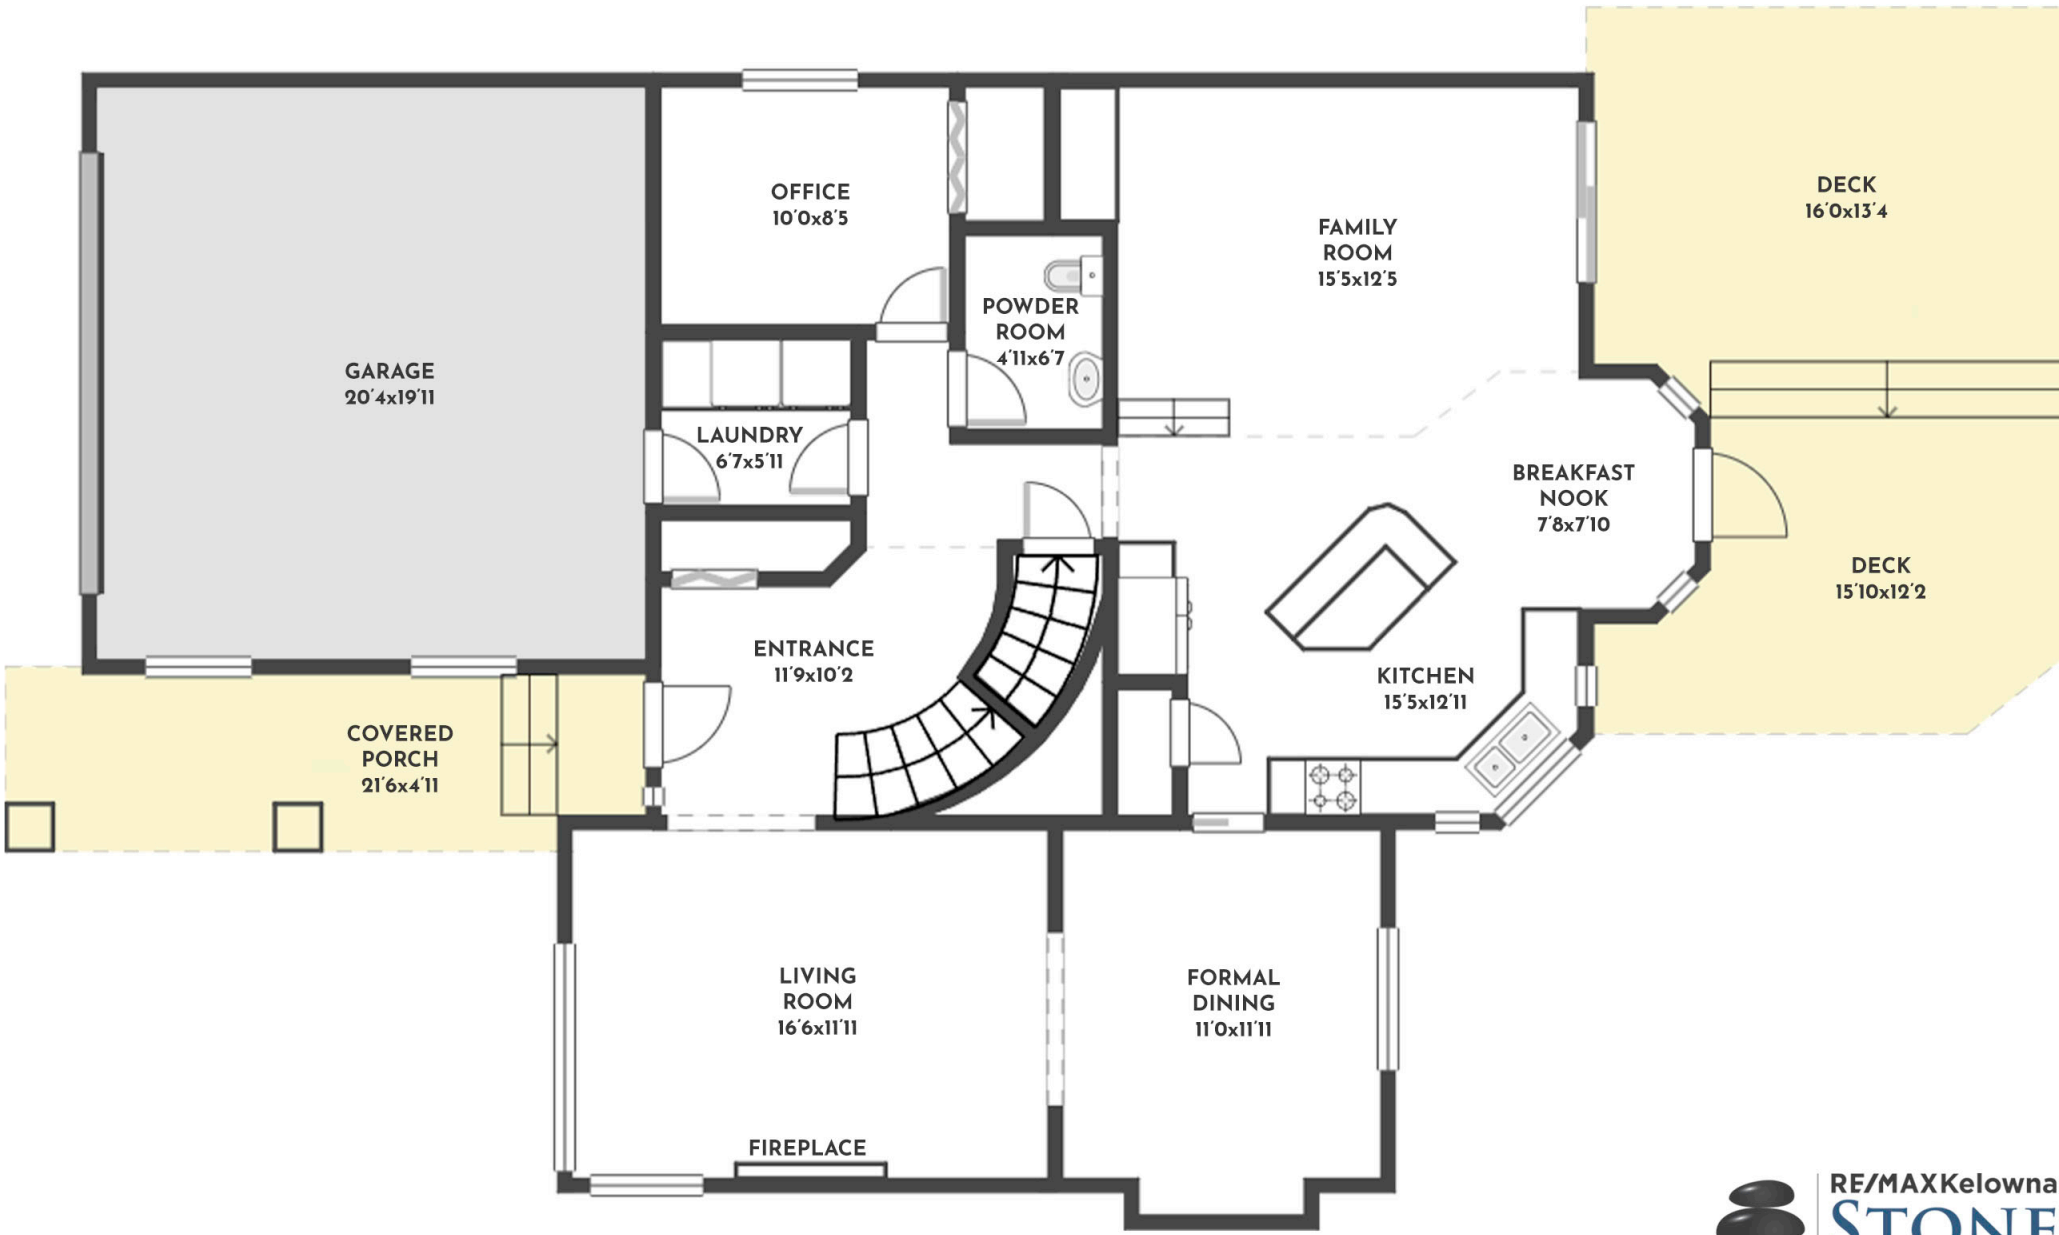 OFFICE
10'0x8'5
DECK
16'0x13'4
FAMILY
ROOM
15'5x12'5
POWDER
ROOM
4'11x6'7
GARAGE
20'4x19'11
LAUNDRY
6'7x5'11
BREAKFAST
NOOK
7'8x7'10
DECK
15'10x12'2
ENTRANCE
11'9x10'2
KITCHEN
15'5x12'11
COVERED
PORCH
21'6x4'11
LIVING
ROOM
16'6x11'11
FORMAL
DINING
11'0x11'11
FIREPLACE
RE/MAXKelowna
STONE